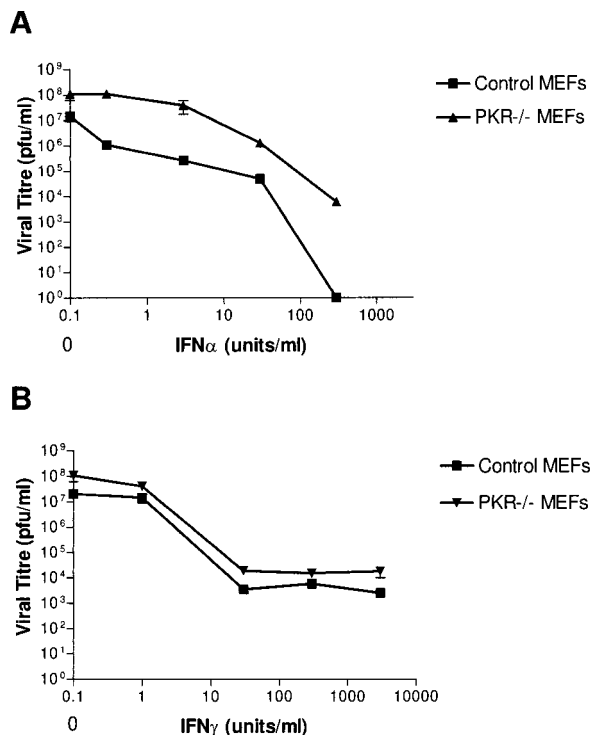 A
10⁹
10⁸
10⁷
10⁶
10⁵
10⁴
10³
10²
10¹
10⁰
Viral Titre (pfu/ml)
0.1 1 10 100 1000
0
IFNα (units/ml)
Control MEFs
PKR-/- MEFs
B
10⁹
10⁸
10⁷
10⁶
10⁵
10⁴
10³
10²
10¹
10⁰
Viral Titre (pfu/ml)
0.1 1 10 100 1000 10000
0
IFNγ (units/ml)
Control MEFs
PKR-/- MEFs